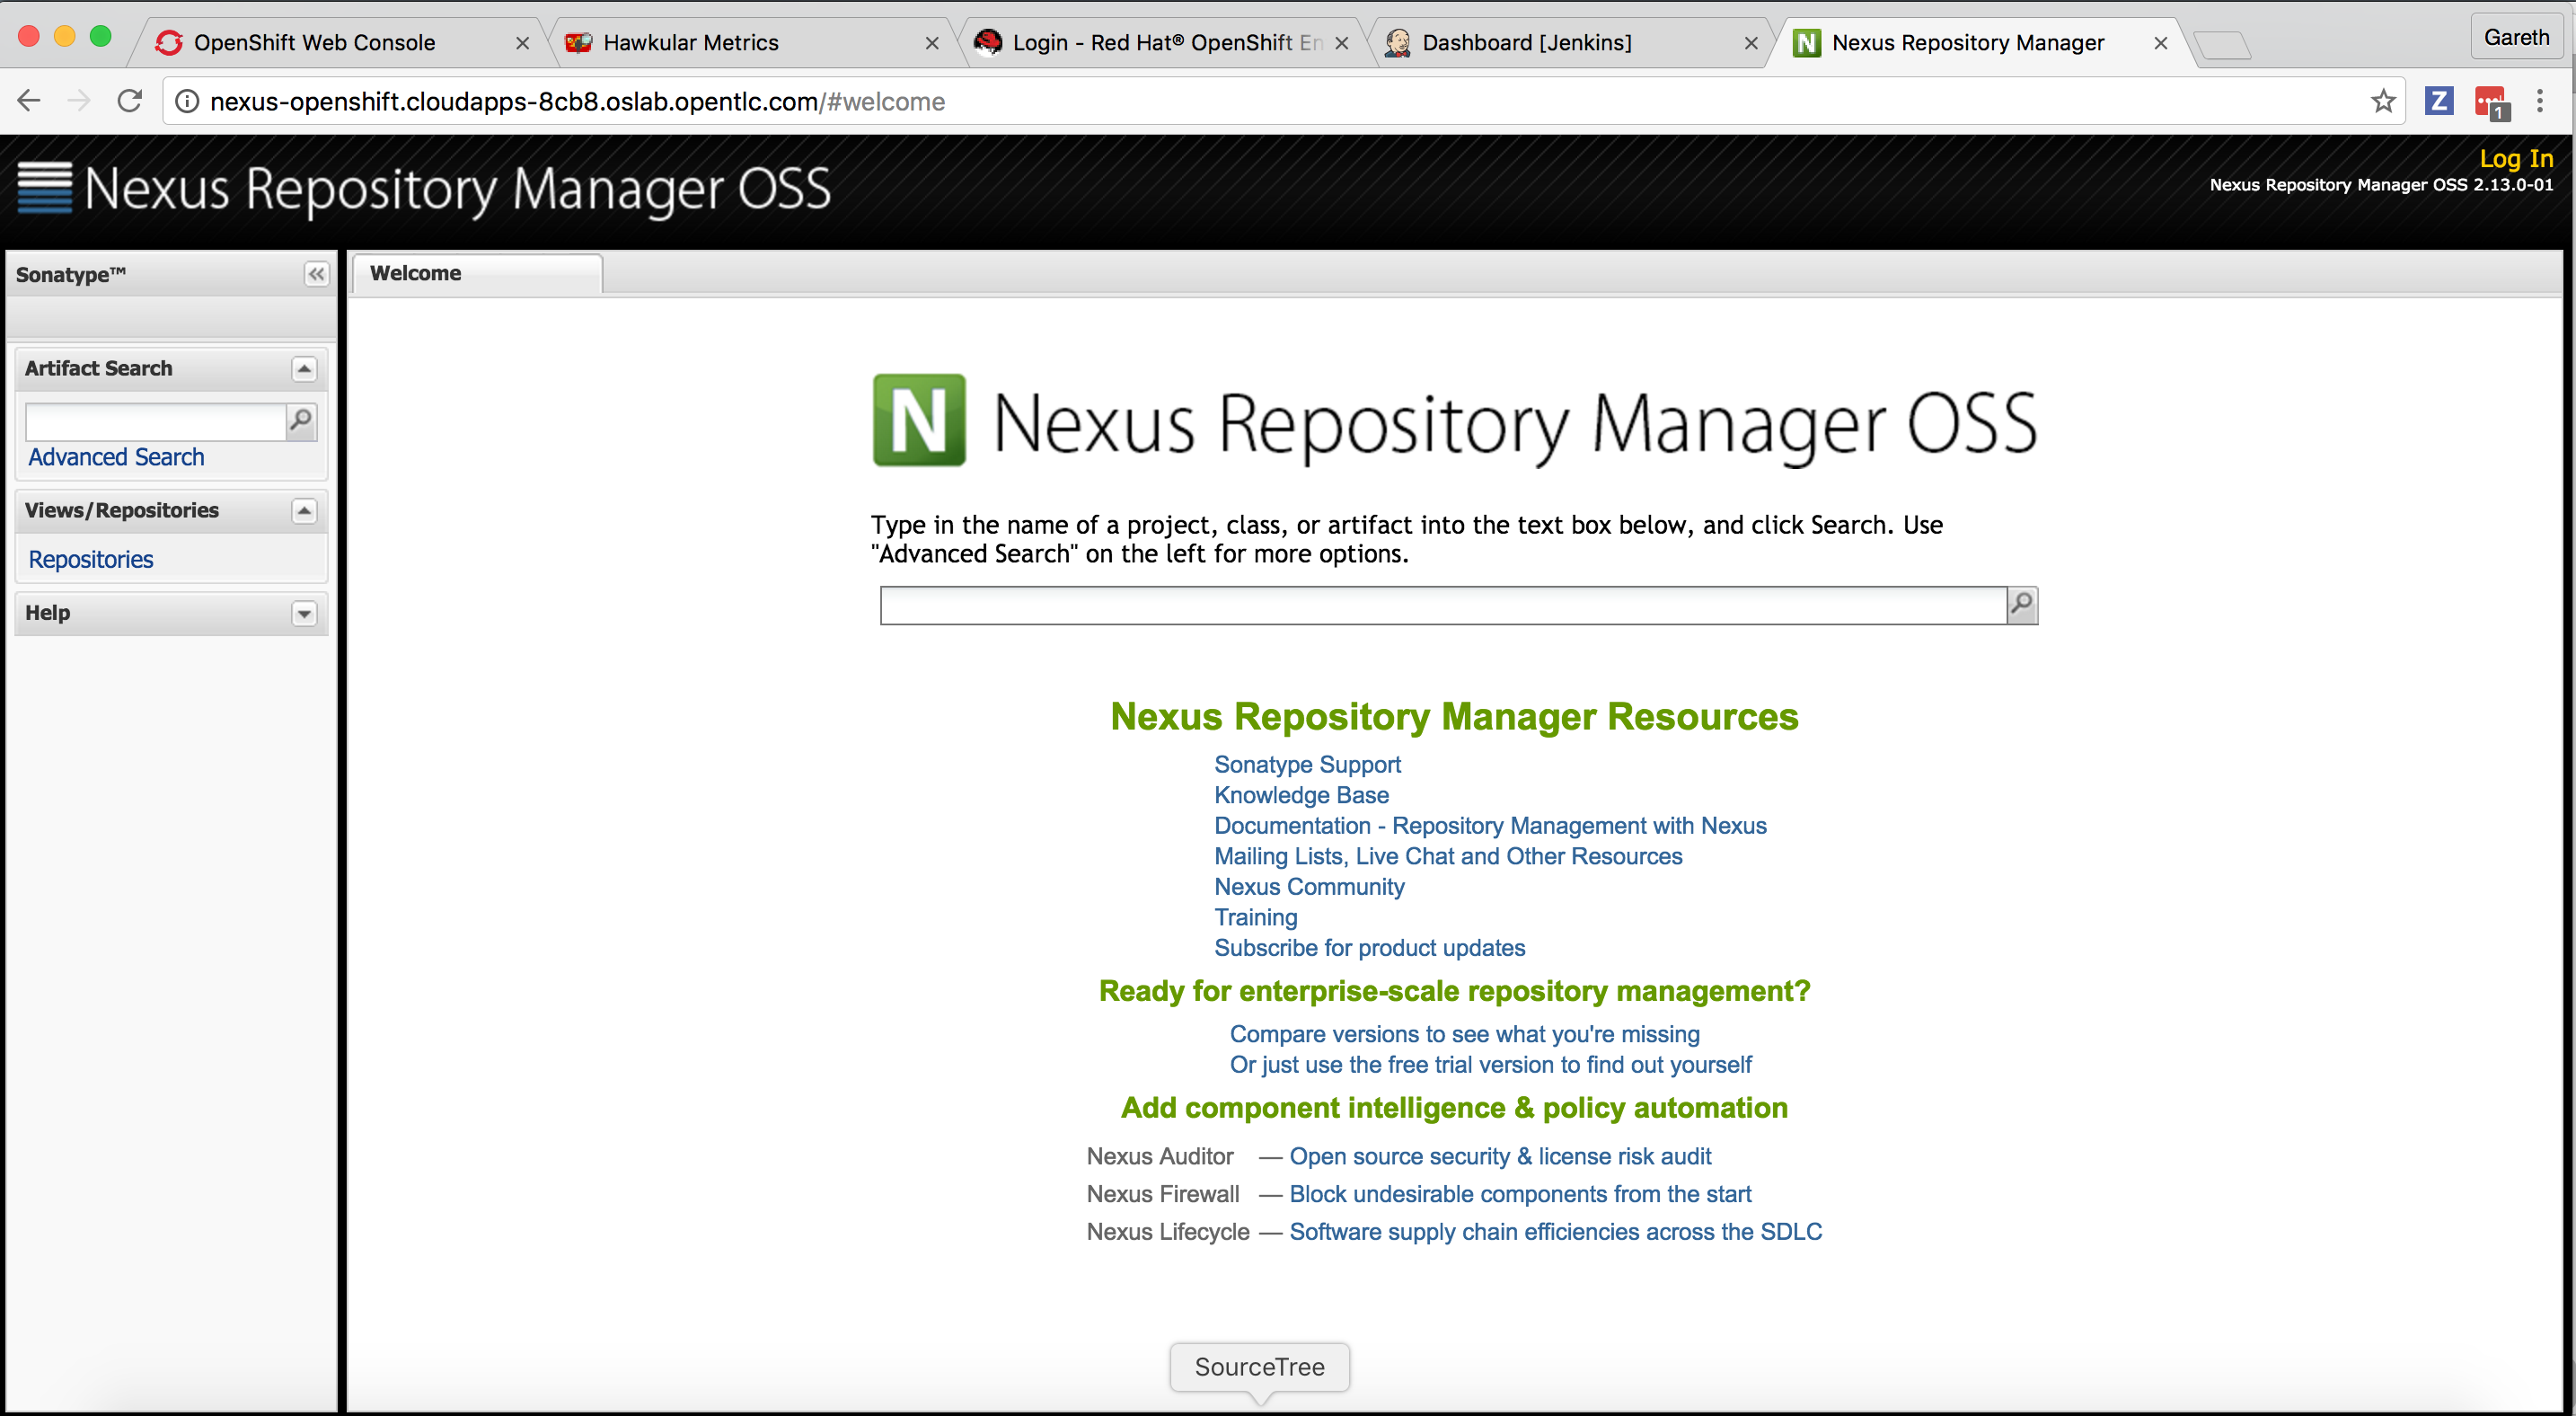 OpenShift Web Console
Hawkular Metrics
Login - Red Hat® OpenShift En
Dashboard [Jenkins]
Nexus Repository Manager
Gareth
nexus-openshift.cloudapps-8cb8.oslab.opentlc.com/#welcome
Z
1
Nexus Repository Manager OSS
Log In
Nexus Repository Manager OSS 2.13.0-01
Sonatype™
Welcome
Artifact Search
Advanced Search
Views/Repositories
Repositories
Help
N Nexus Repository Manager OSS
Type in the name of a project, class, or artifact into the text box below, and click Search. Use
"Advanced Search" on the left for more options.
Nexus Repository Manager Resources
Sonatype Support
Knowledge Base
Documentation - Repository Management with Nexus
Mailing Lists, Live Chat and Other Resources
Nexus Community
Training
Subscribe for product updates
Ready for enterprise-scale repository management?
Compare versions to see what you're missing
Or just use the free trial version to find out yourself
Add component intelligence & policy automation
Nexus Auditor — Open source security & license risk audit
Nexus Firewall — Block undesirable components from the start
Nexus Lifecycle — Software supply chain efficiencies across the SDLC
SourceTree